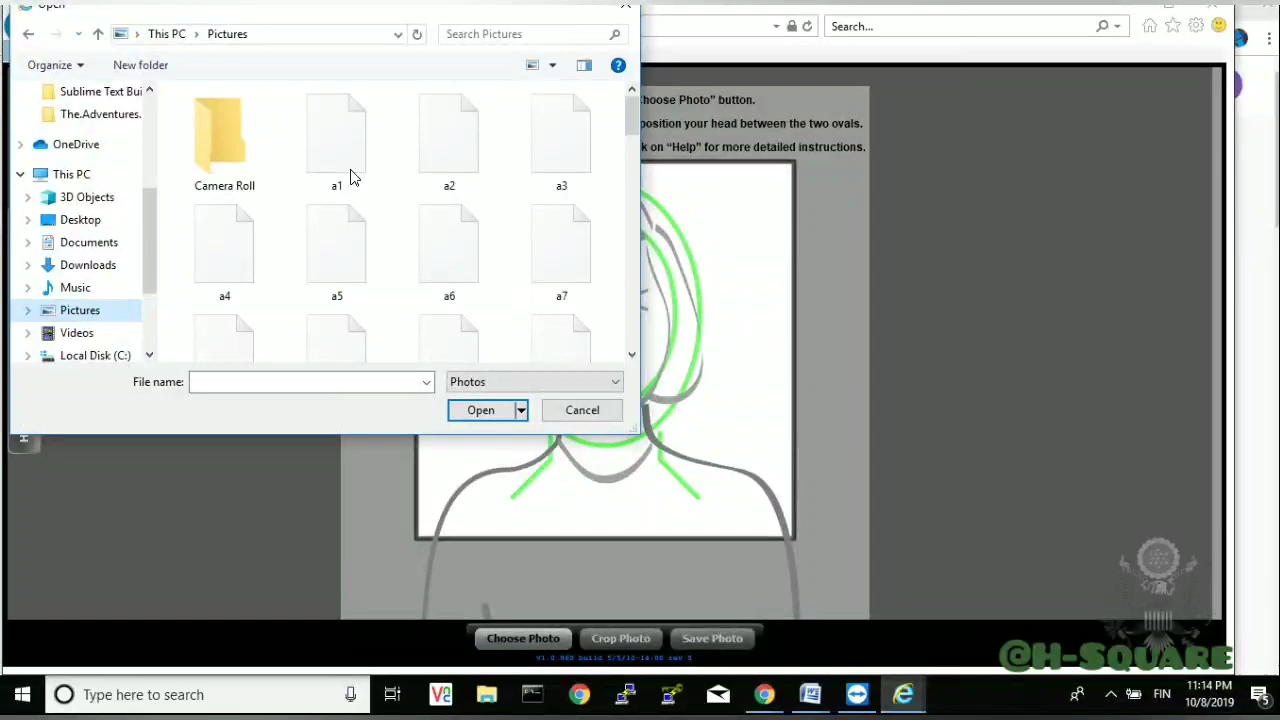 Open
This PC
Pictures
Search Pictures
Search...
Organize
New folder
Sublime Text Bui
The.Adventures.
OneDrive
This PC
3D Objects
Desktop
Documents
Downloads
Music
Pictures
Videos
Local Disk (C:)
Camera Roll
a1
a2
a3
a4
a5
a6
a7
File name:
Photos
Open
Cancel
hoose Photo" button.
position your head between the two ovals.
k on “Help” for more detailed instructions.
H
Choose Photo
Crop Photo
Save Photo
@H-SQUARE
Type here to search
FIN
11:14 PM
10/8/2019
5